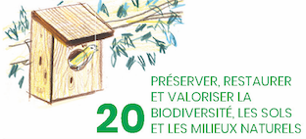 20
PRÉSERVER, RESTAURER
ET VALORISER LA
BIODIVERSITÉ, LES SOLS
ET LES MILIEUX NATURELS